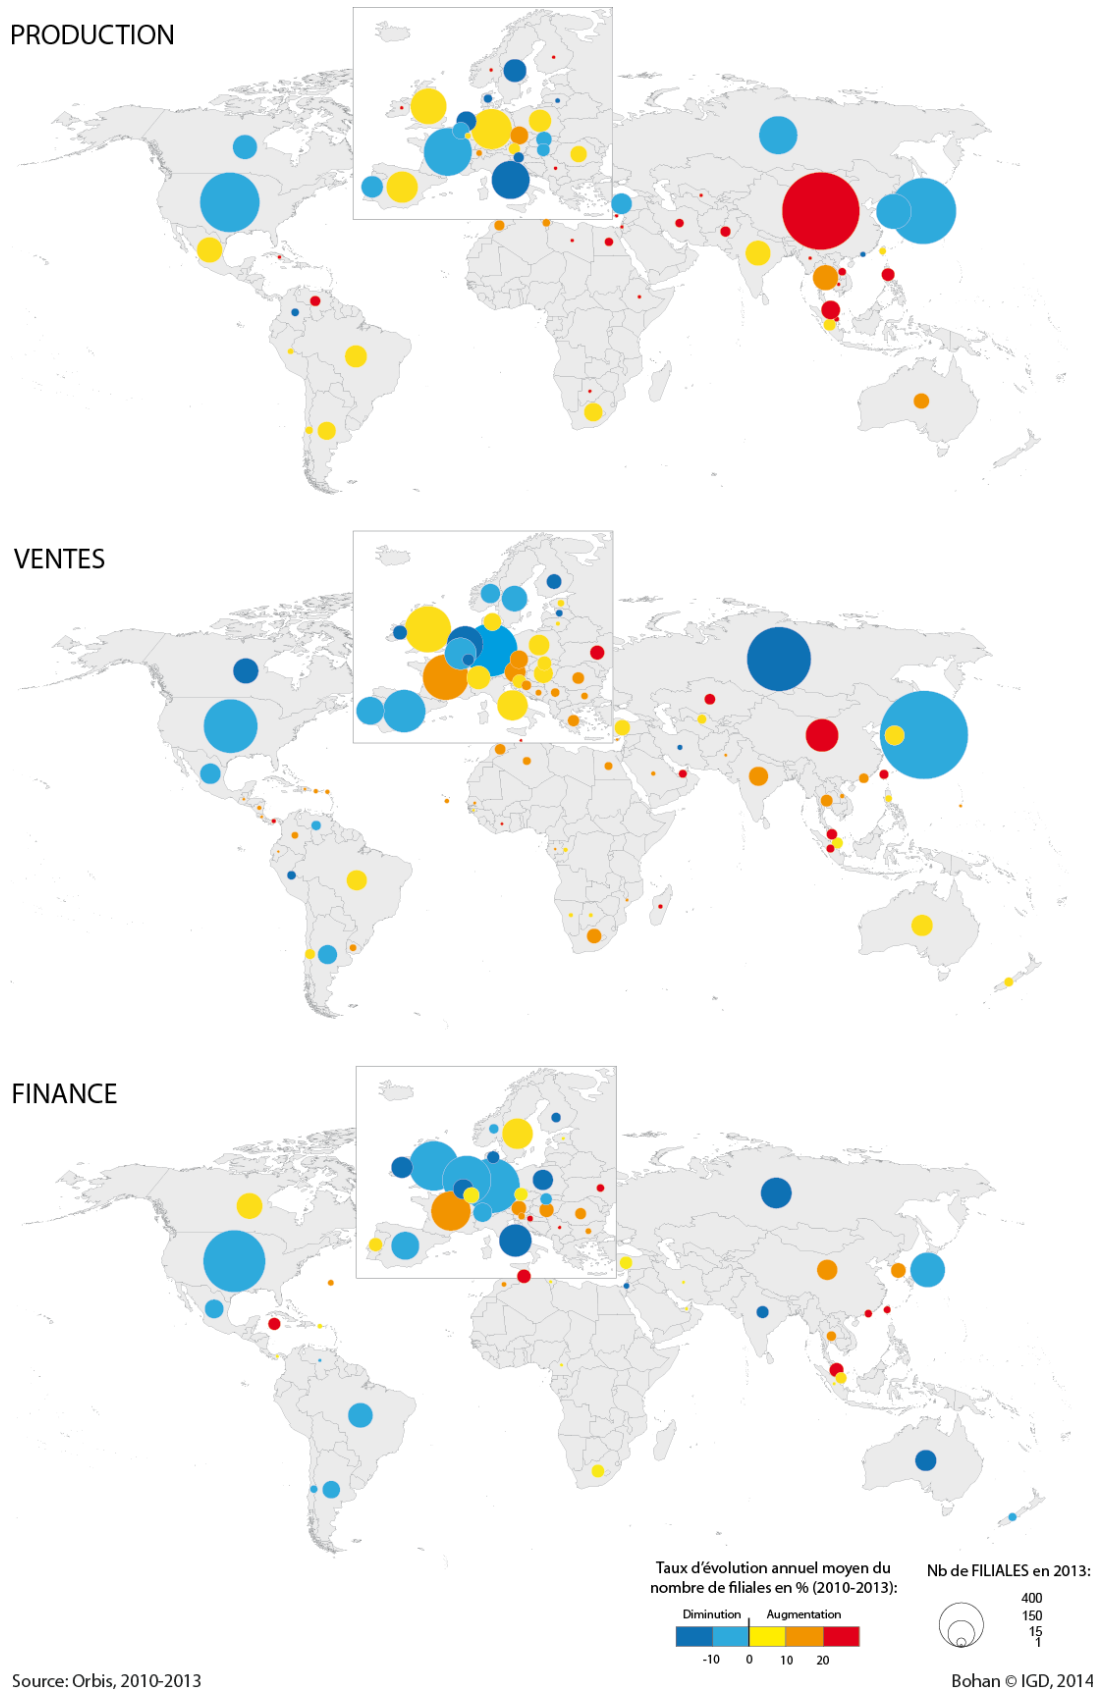 PRODUCTION
VENTES
FINANCE
Taux d'évolution annuel moyen du
nombre de filiales en % (2010-2013):
Diminution
Augmentation
-10 0 10 20
Nb de FILIALES en 2013:
400
150
15
1
Source: Orbis, 2010-2013
Bohan © IGD, 2014